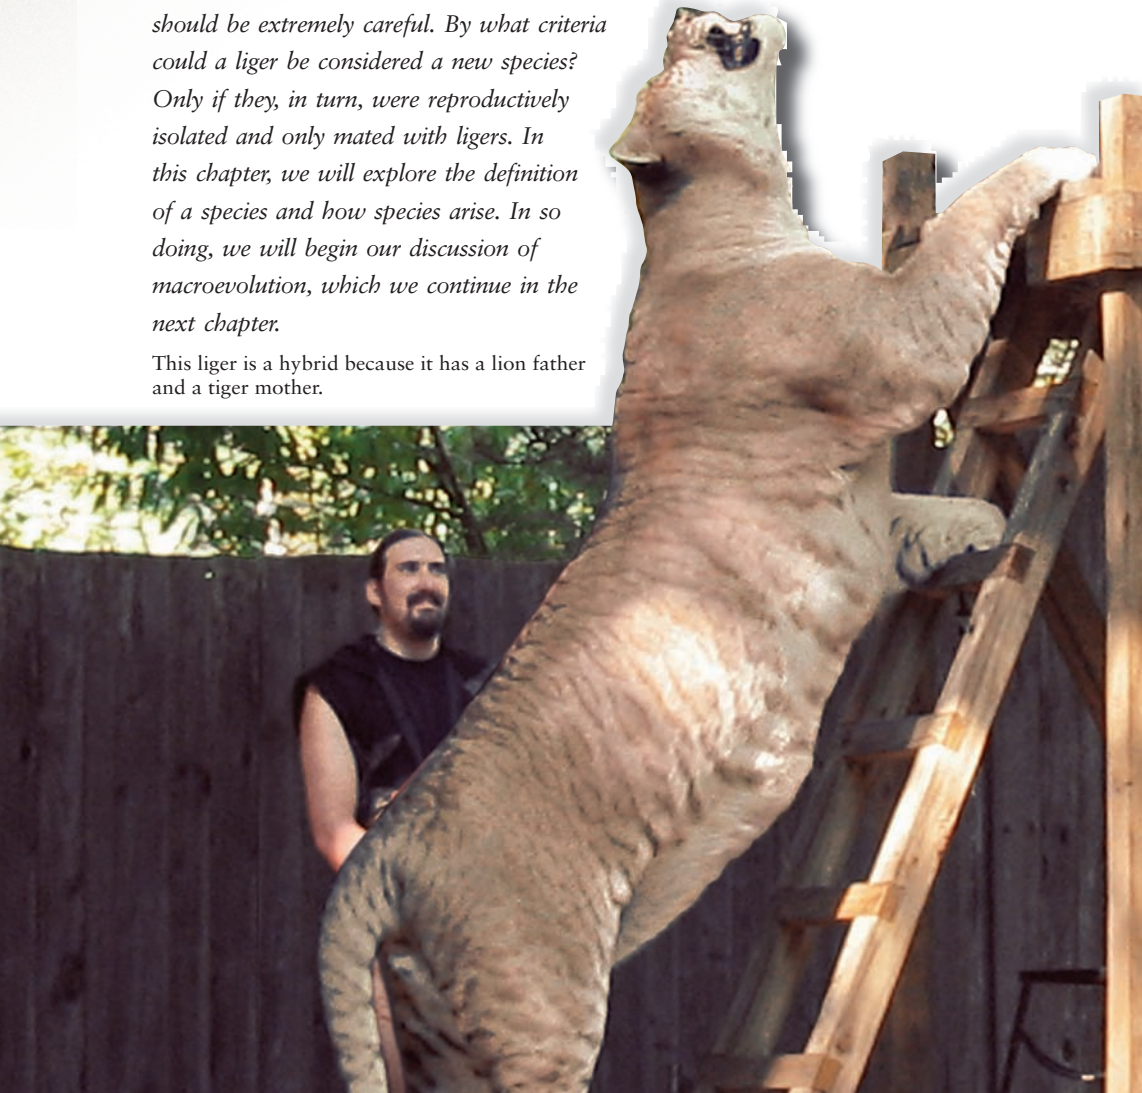 should be extremely careful. By what criteria
could a liger be considered a new species?
Only if they, in turn, were reproductively
isolated and only mated with ligers. In
this chapter, we will explore the definition
of a species and how species arise. In so
doing, we will begin our discussion of
macroevolution, which we continue in the
next chapter.
This liger is a hybrid because it has a lion father
and a tiger mother.